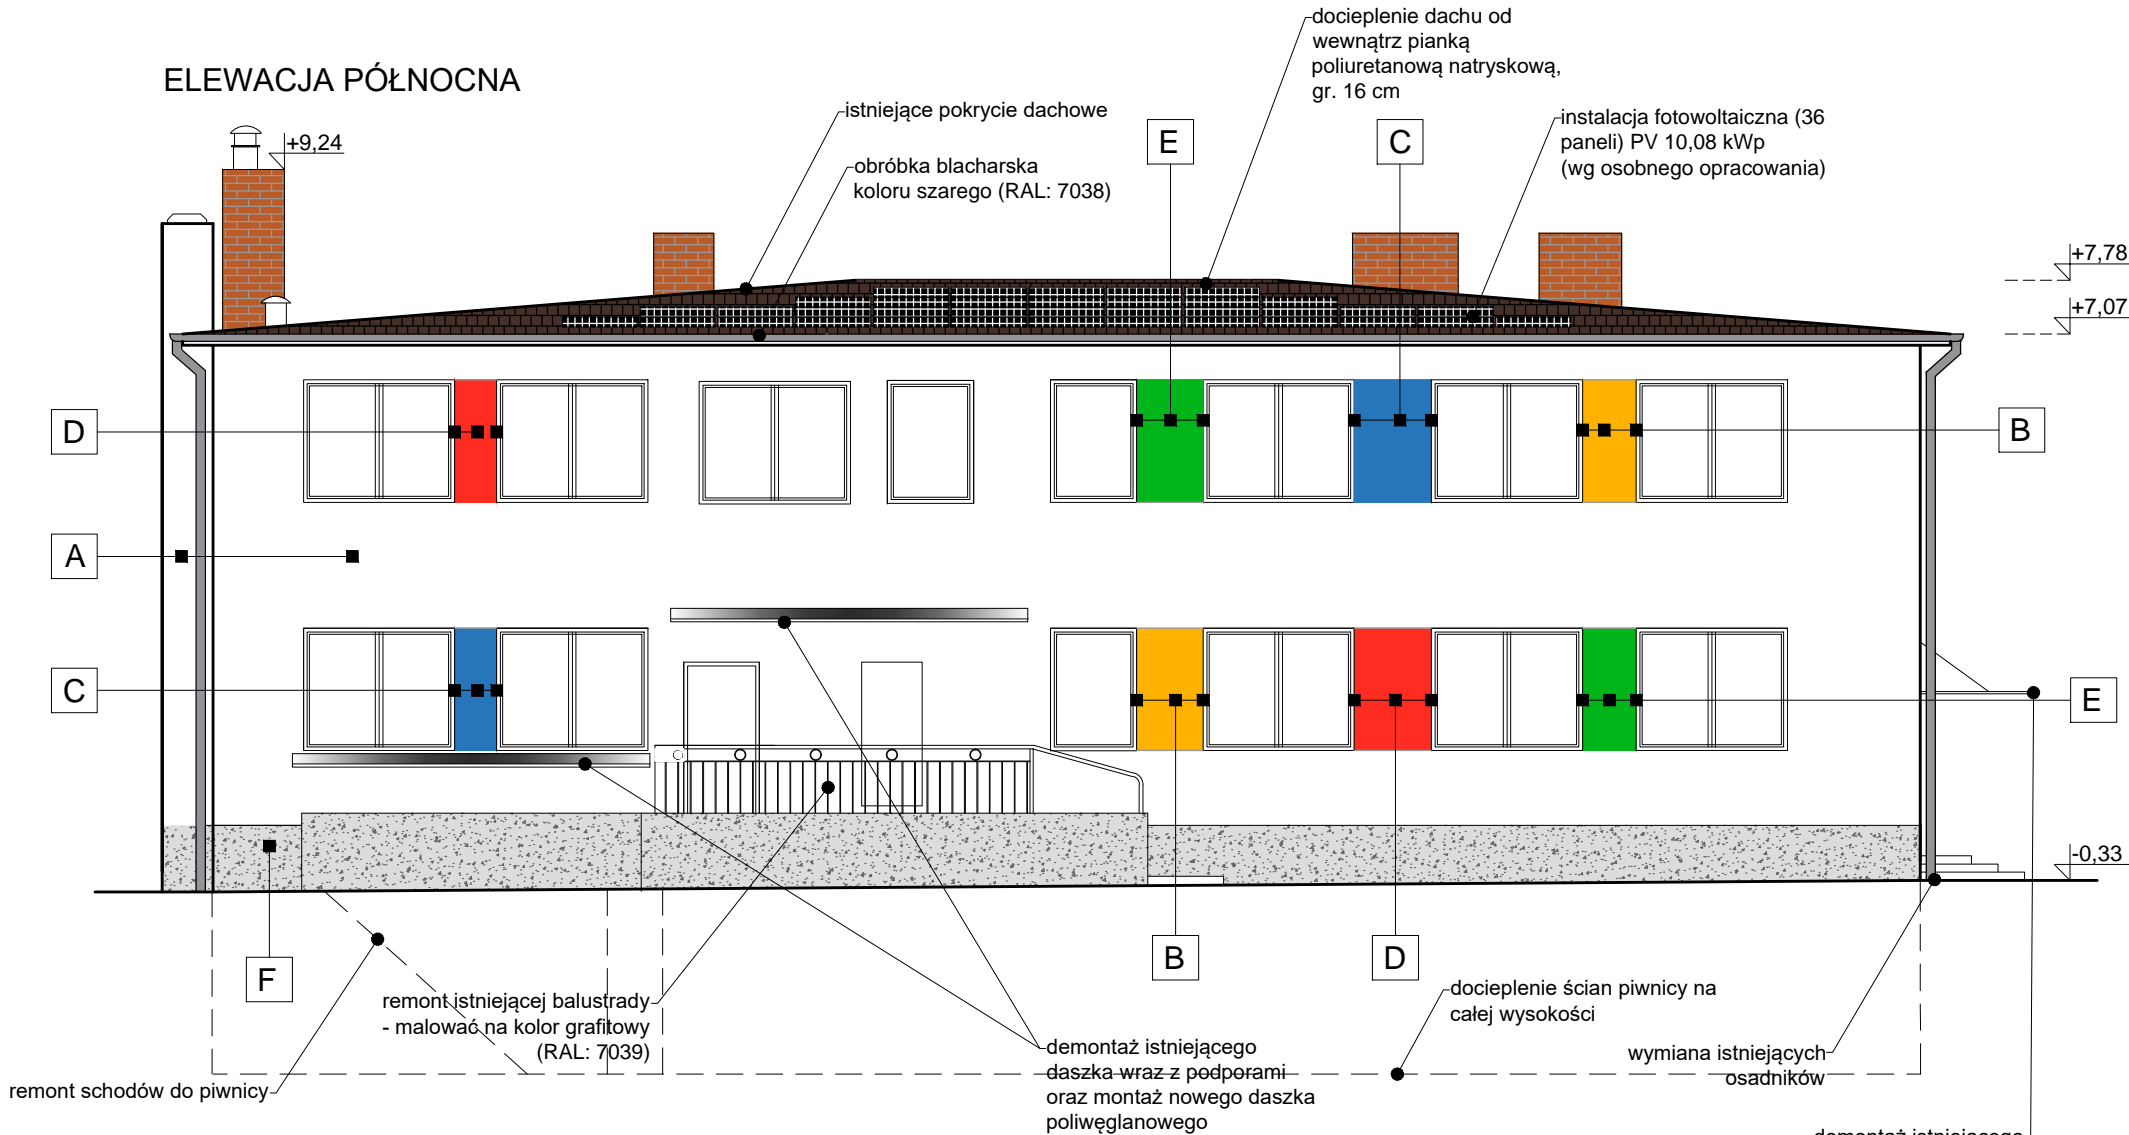 ELEWACJA PÓŁNOCNA
docieplenie dachu od
wewnątrz pianką
poliuretanową natryskową,
gr. 16 cm
istniejące pokrycie dachowe
instalacja fotowoltaiczna (36
paneli) PV 10,08 kWp
(wg osobnego opracowania)
+9,24
E
C
obróbka blacharska
koloru szarego (RAL: 7038)
+7,78
+7,07
D
B
A
C
E
-0,33
F
B
D
remont istniejącej balustrady
- malować na kolor grafitowy
(RAL: 7039)
docieplenie ścian piwnicy na
całej wysokości
demontaż istniejącego
daszka wraz z podporami
oraz montaż nowego daszka
poliwęglanowego
wymiana istniejących
osadników
remont schodów do piwnicy
demontaż istniejącego